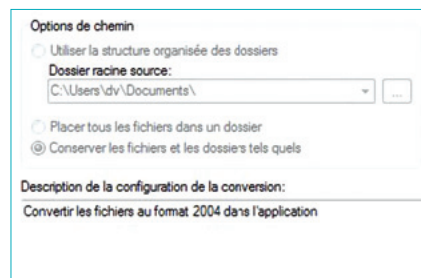 Options de chemin
Utiliser la structure organisée des dossiers
Dossier racine source:
C:\Users\dv\Documents\
...
Placer tous les fichiers dans un dossier
Conserver les fichiers et les dossiers tels quels
Description de la configuration de la conversion:
Convertir les fichiers au format 2004 dans l'application